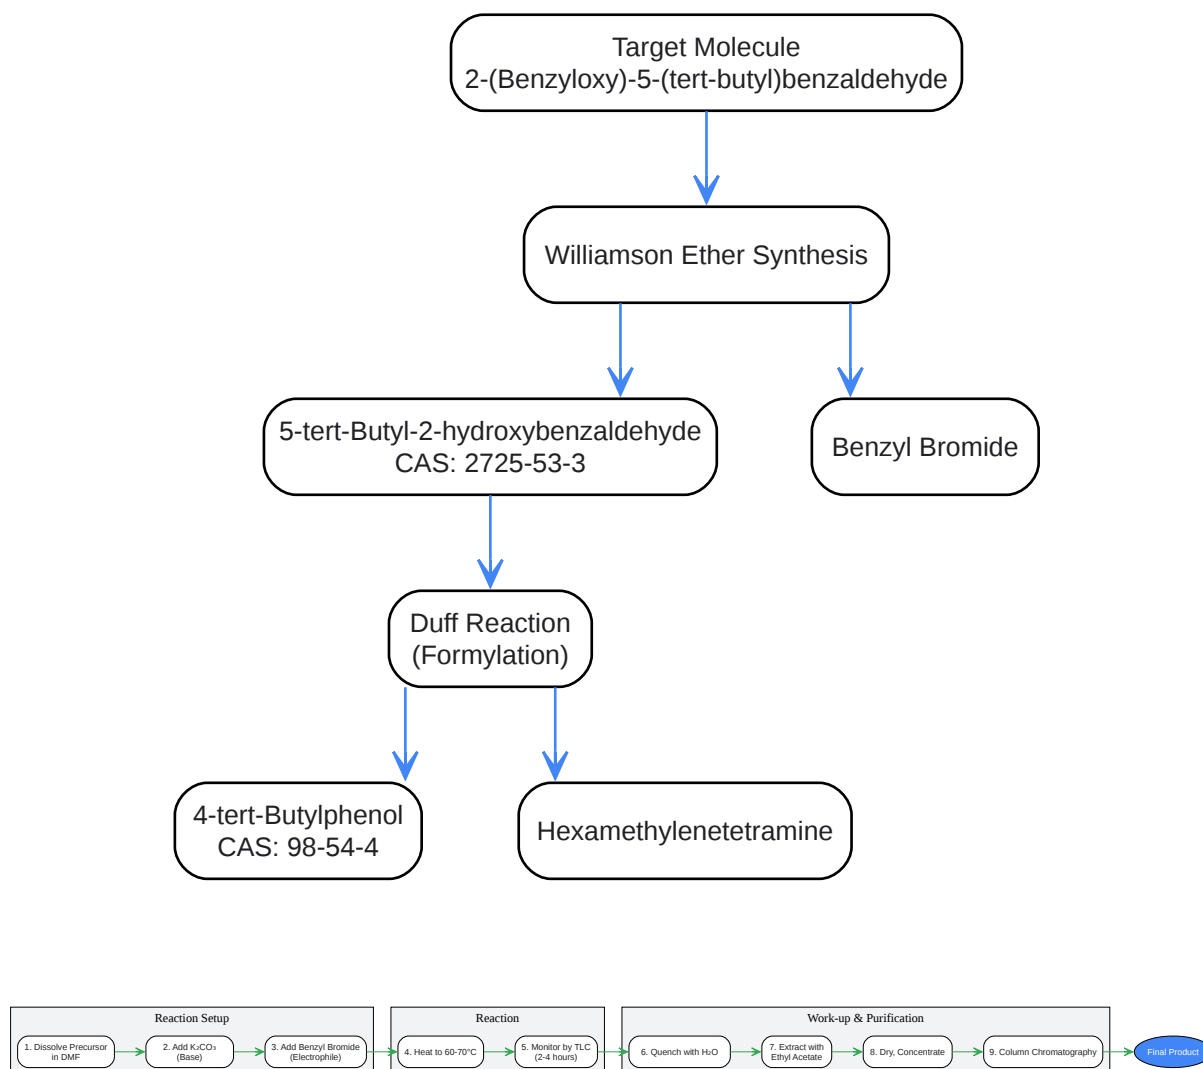 Target Molecule
2-(Benzyloxy)-5-(tert-butyl)benzaldehyde
Williamson Ether Synthesis
5-tert-Butyl-2-hydroxybenzaldehyde
CAS: 2725-53-3
Benzyl Bromide
Duff Reaction
(Formylation)
4-tert-Butylphenol
CAS: 98-54-4
Hexamethylenetetramine
Reaction Setup
1. Dissolve Precursor
in DMF
2. Add K₂CO₃
(Base)
3. Add Benzyl Bromide
(Electrophile)
Reaction
4. Heat to 60-70°C
5. Monitor by TLC
(2-4 hours)
Work-up & Purification
6. Quench with H₂O
7. Extract with
Ethyl Acetate
8. Dry, Concentrate
9. Column Chromatography
Final Product